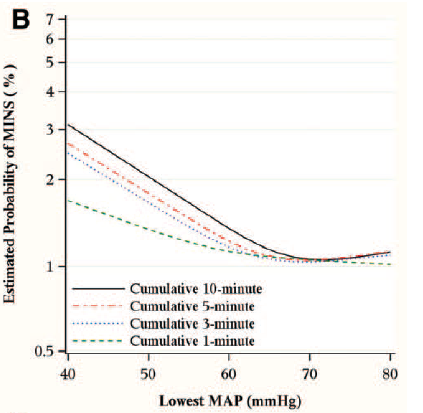 B
Estimated Probability of MINS ( % )
7
6
5
4
3
2
1
0.5
Cumulative 10-minute
Cumulative 5-minute
Cumulative 3-minute
Cumulative 1-minute
40 50 60 70 80
Lowest MAP (mmHg)